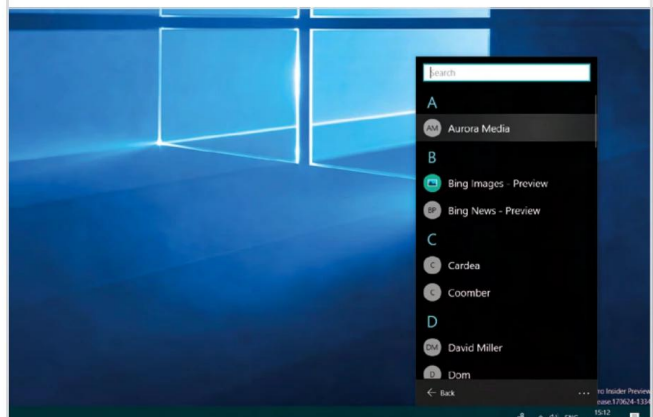 Search
A
AM Aurora Media
B
Bing Images - Preview
BP Bing News - Preview
C
C Cardea
C Coomber
D
DM David Miller
D Dom
← Back ...
ro Insider Preview
ease.170624-1334
ENG 15:12